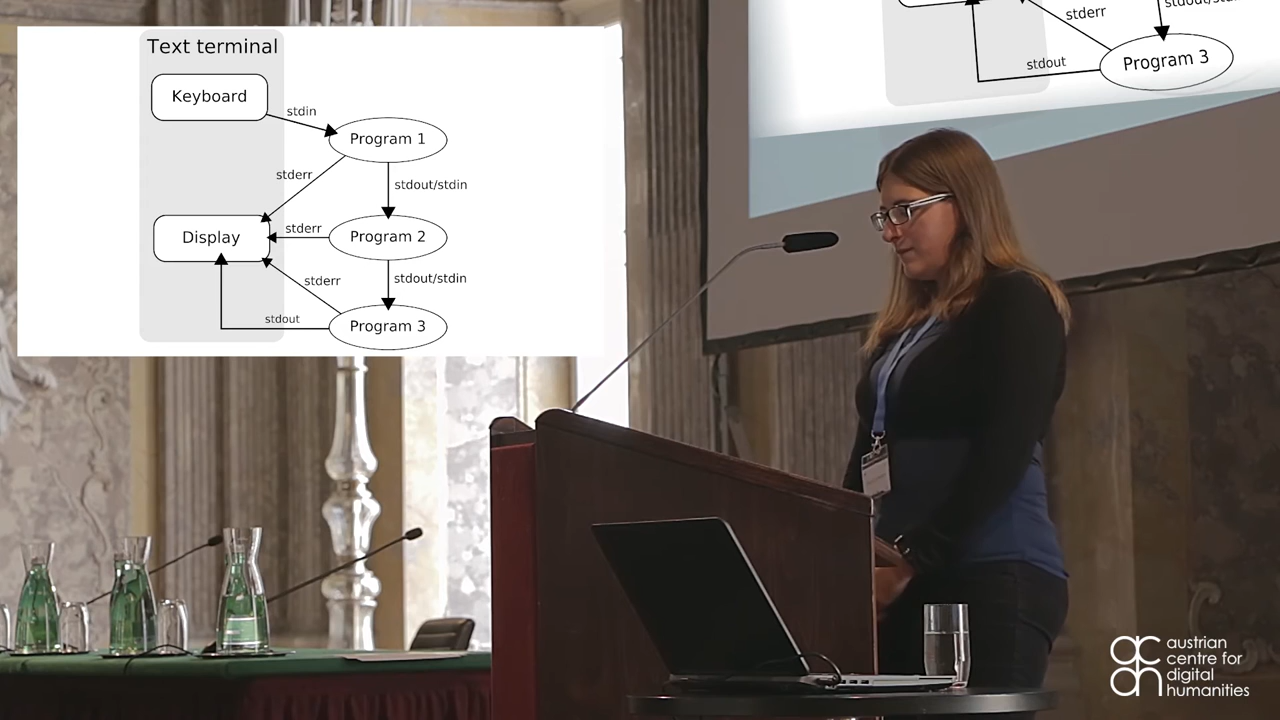 Text terminal
Keyboard
stdin
Program 1
stderr
stdout/stdin
Display
stderr
Program 2
stderr
stdout/stdin
stdout
Program 3
stderr
stdout
Program 3
austrian
centre for
digital
humanities